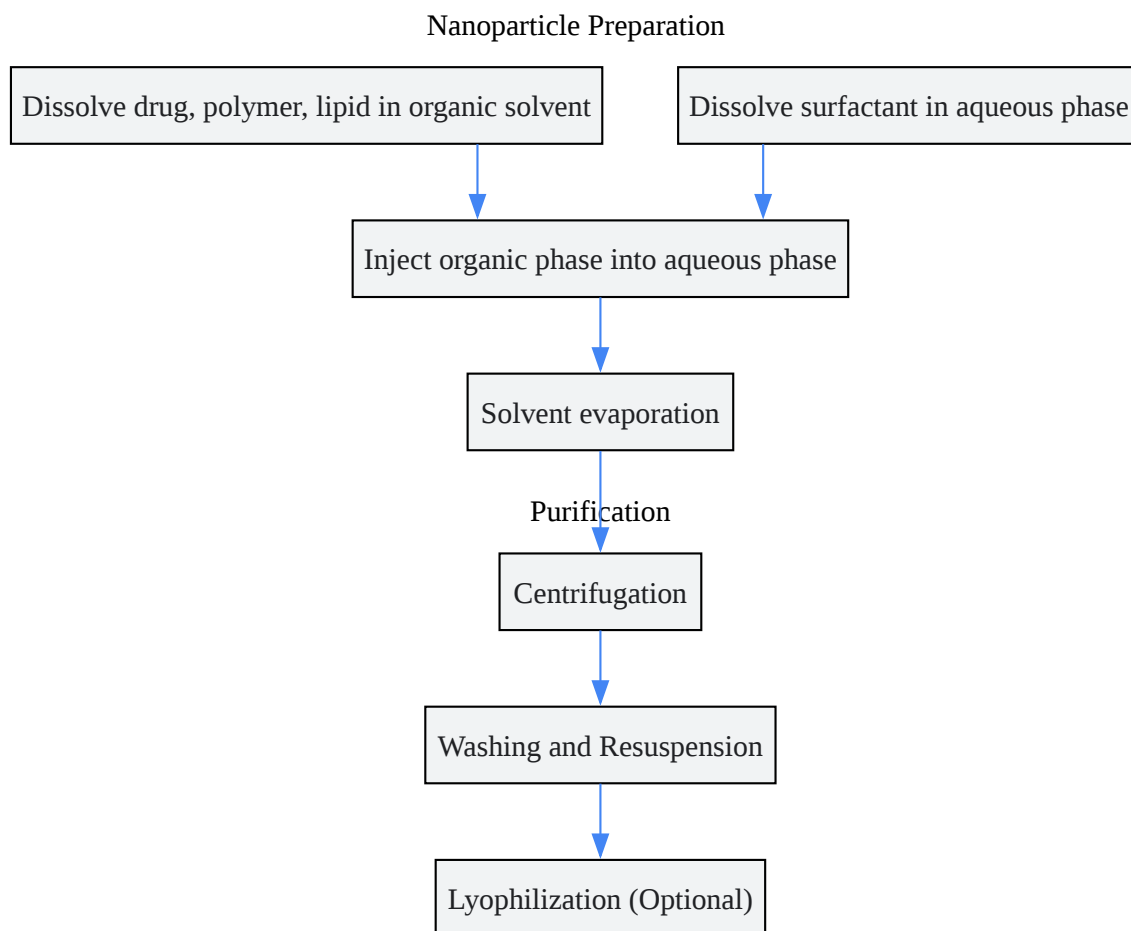 Nanoparticle Preparation
Dissolve drug, polymer, lipid in organic solvent
Dissolve surfactant in aqueous phase
Inject organic phase into aqueous phase
Solvent evaporation
Purification
Centrifugation
Washing and Resuspension
Lyophilization (Optional)